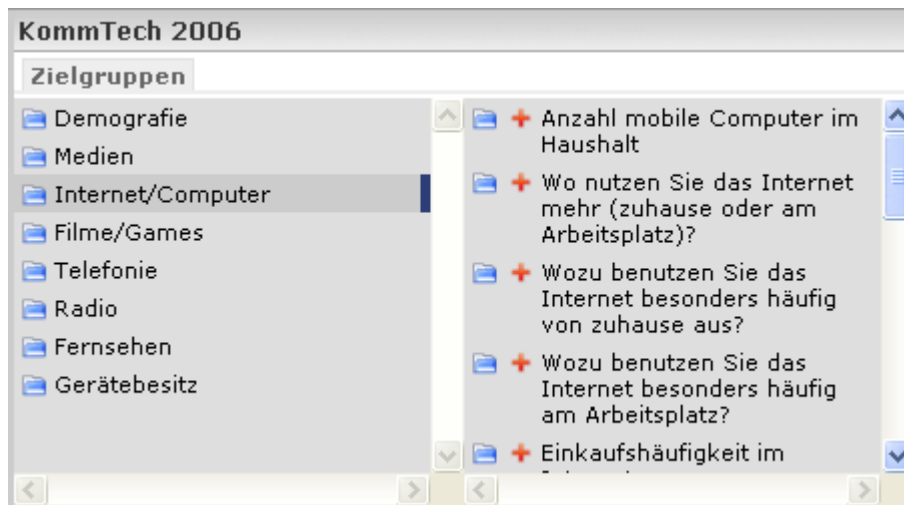 KommTech 2006
Zielgruppen
Demografie
Medien
Internet/Computer
Filme/Games
Telefonie
Radio
Fernsehen
Gerätebesitz
Anzahl mobile Computer im
Haushalt
Wo nutzen Sie das Internet
mehr (zuhause oder am
Arbeitsplatz)?
Wozu benutzen Sie das
Internet besonders häufig
von zuhause aus?
Wozu benutzen Sie das
Internet besonders häufig
am Arbeitsplatz?
Einkaufshäufigkeit im